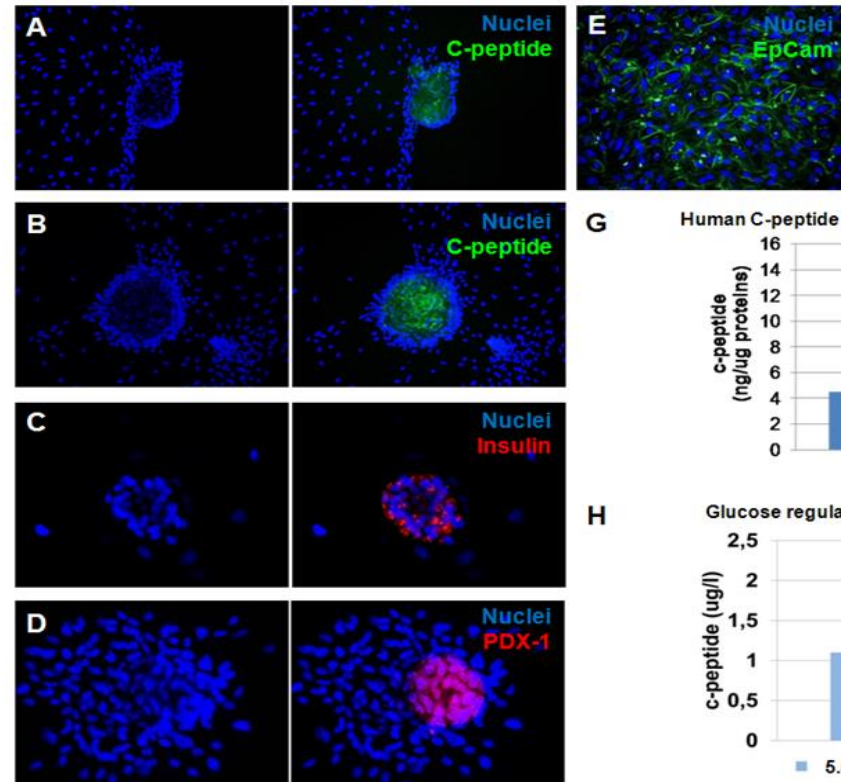 A
Nuclei
C-peptide
B
Nuclei
C-peptide
C
Nuclei
Insulin
D
Nuclei
PDX-1
E
Nuclei
EpCam
G
Human C-peptide
c-peptide
(ng/ug proteins)
16
14
12
10
8
6
4
2
0
H
Glucose regula
c-peptide (ug/l)
2,5
2
1,5
1
0,5
0
5.